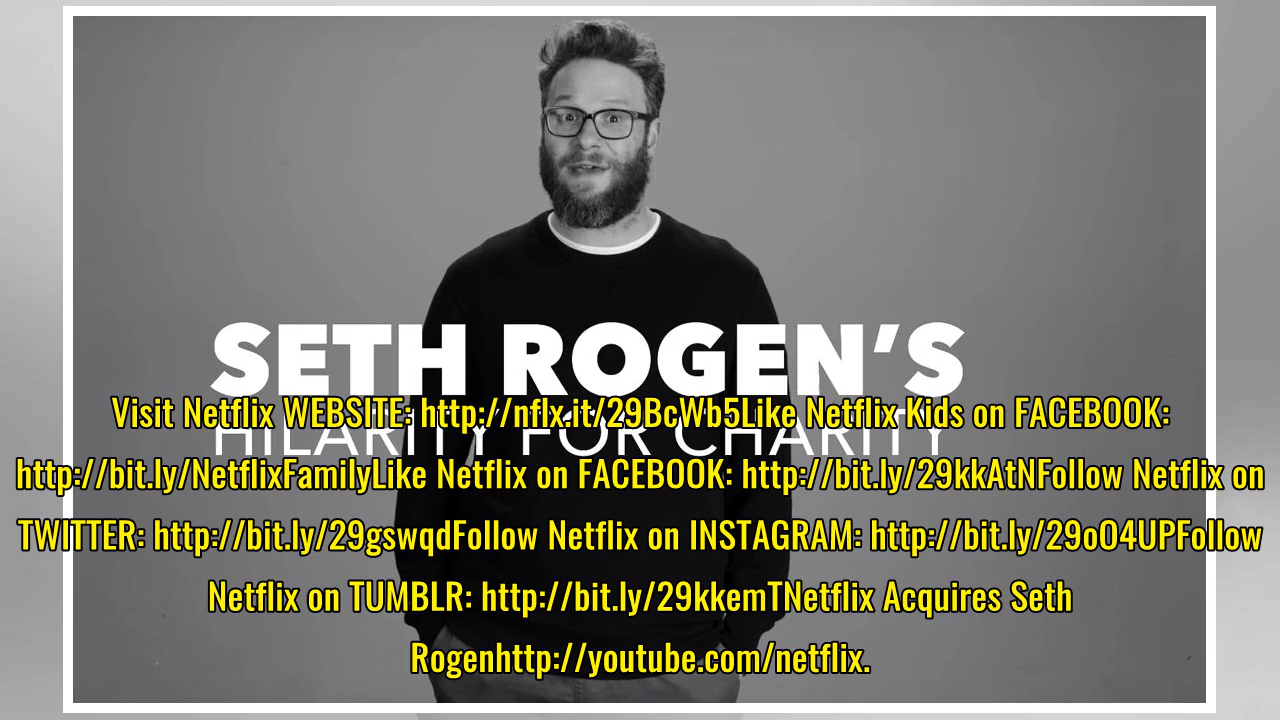 SETH ROGEN'S
HILARITY FOR CHARITY
Visit Netflix WEBSITE: http://nflx.it/29BcWb5Like Netflix Kids on FACEBOOK:
http://bit.ly/NetflixFamilyLike Netflix on FACEBOOK: http://bit.ly/29kkAtNFollow Netflix on
TWITTER: http://bit.ly/29gswqdFollow Netflix on INSTAGRAM: http://bit.ly/29oO4UPFollow
Netflix on TUMBLR: http://bit.ly/29kkemTNetflix Acquires Seth
Rogenhttp://youtube.com/netflix.